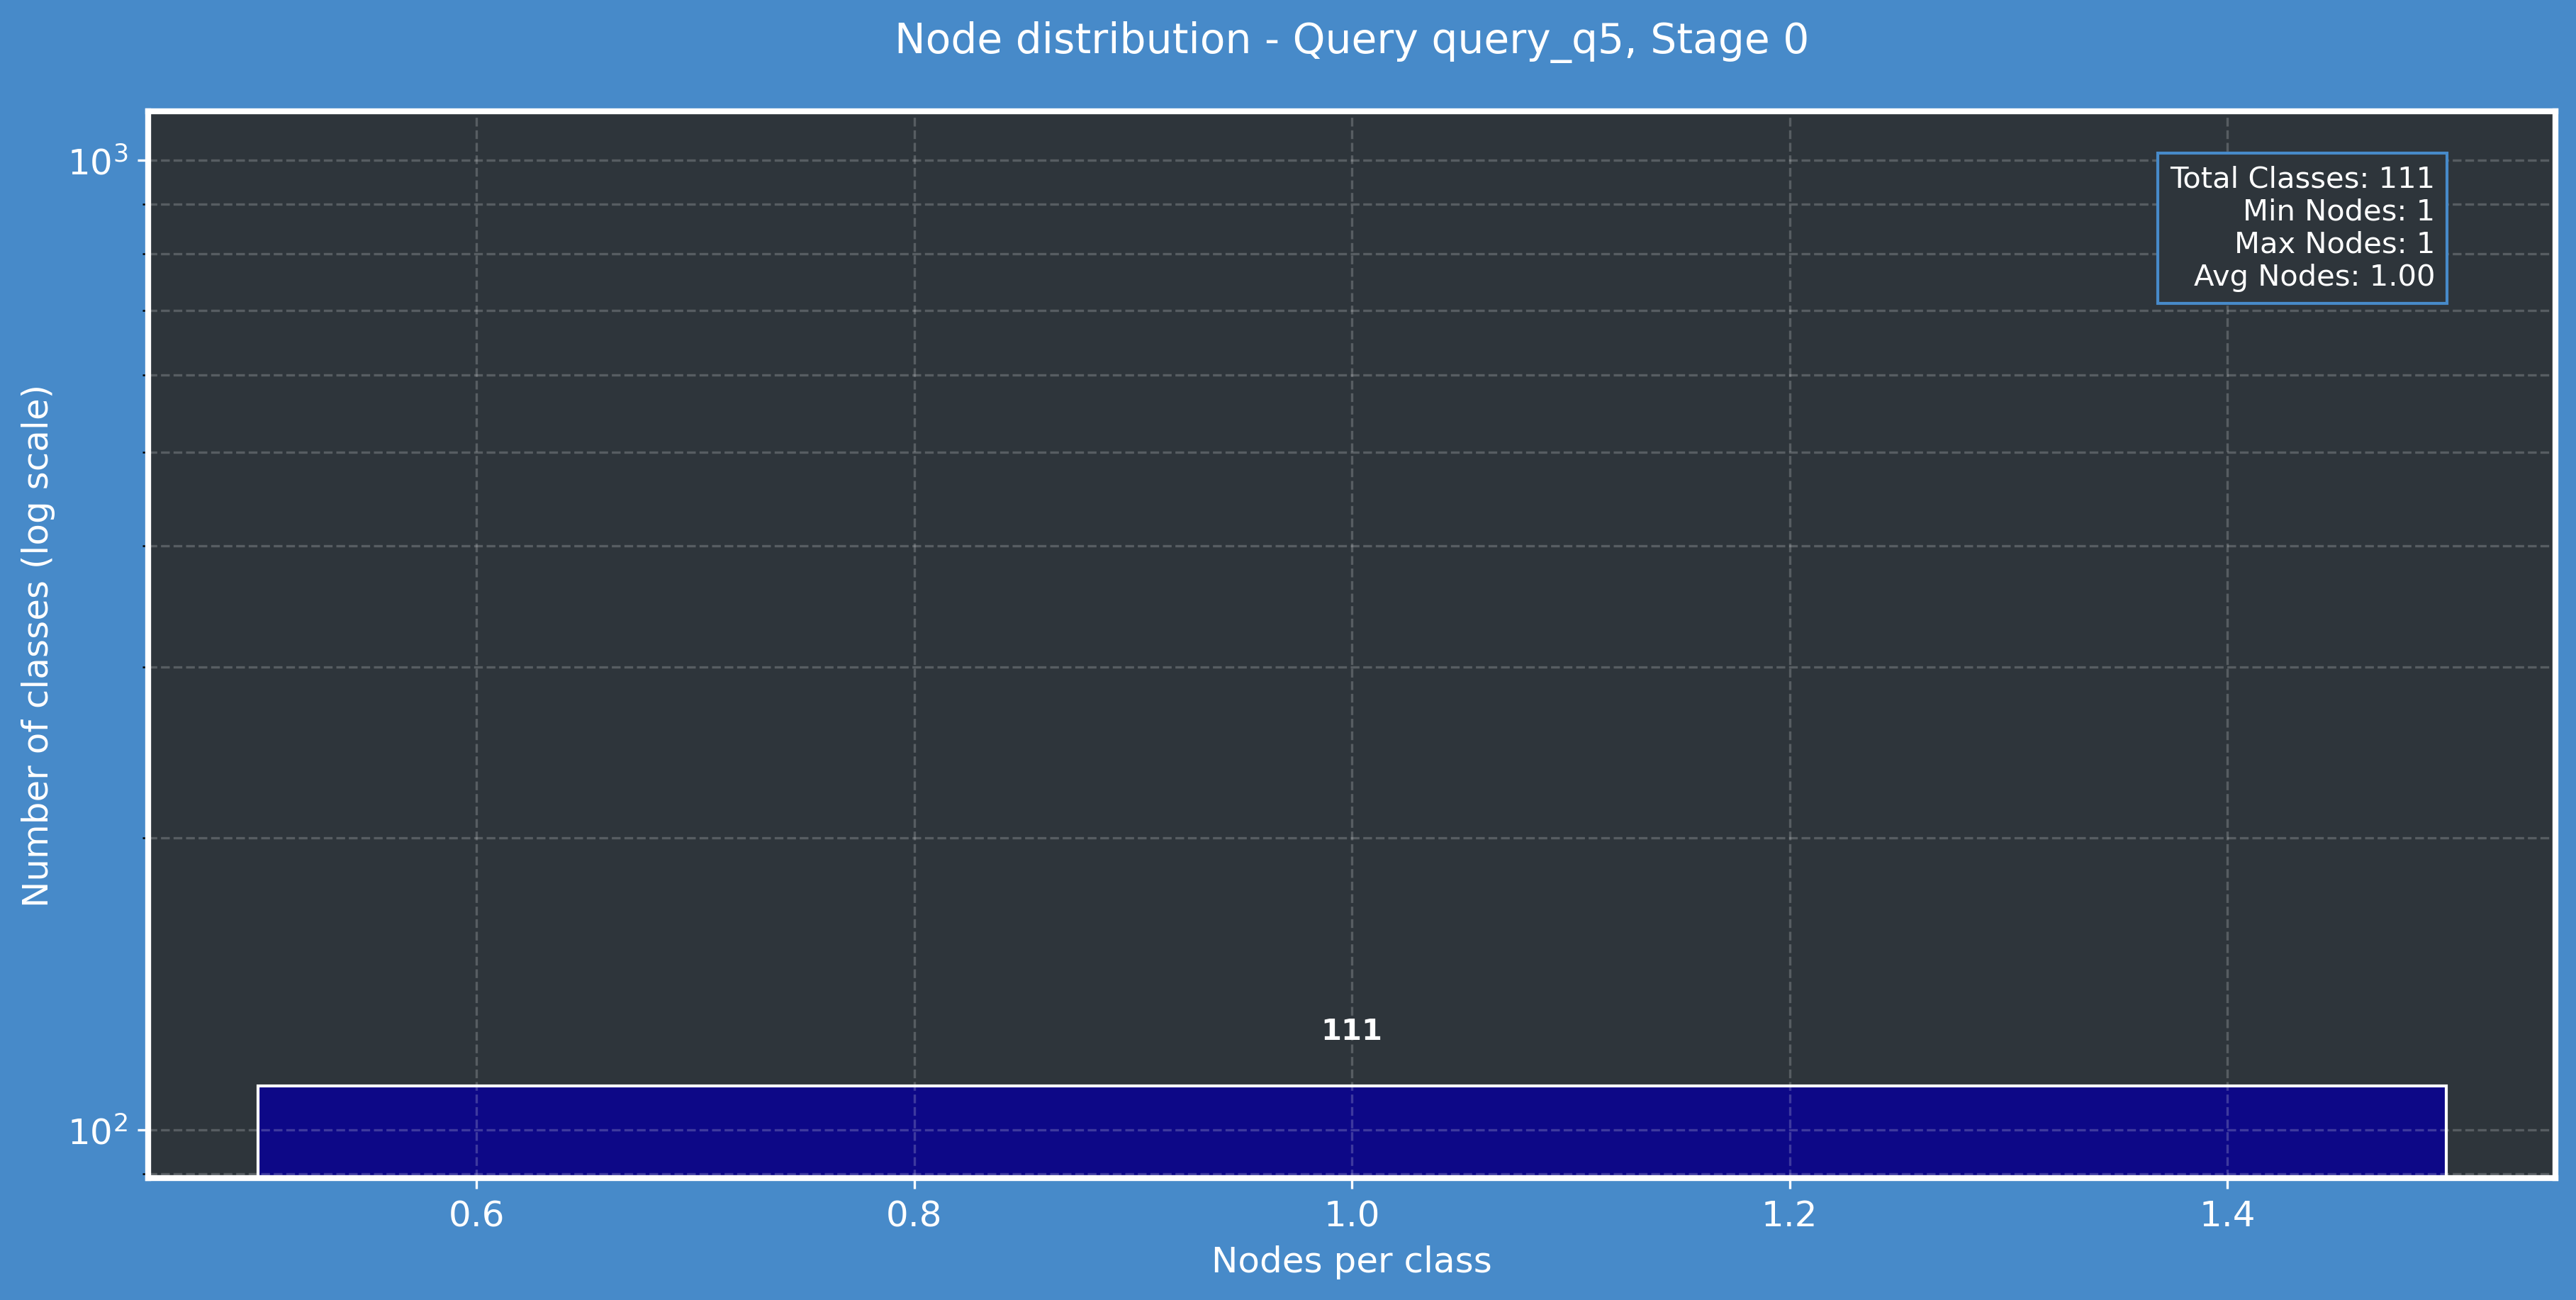 Node distribution - Query query_q5, Stage 0
10³
Total Classes: 111
Min Nodes: 1
Max Nodes: 1
Avg Nodes: 1.00
Number of classes (log scale)
111
10²
0.6 0.8 1.0 1.2 1.4
Nodes per class